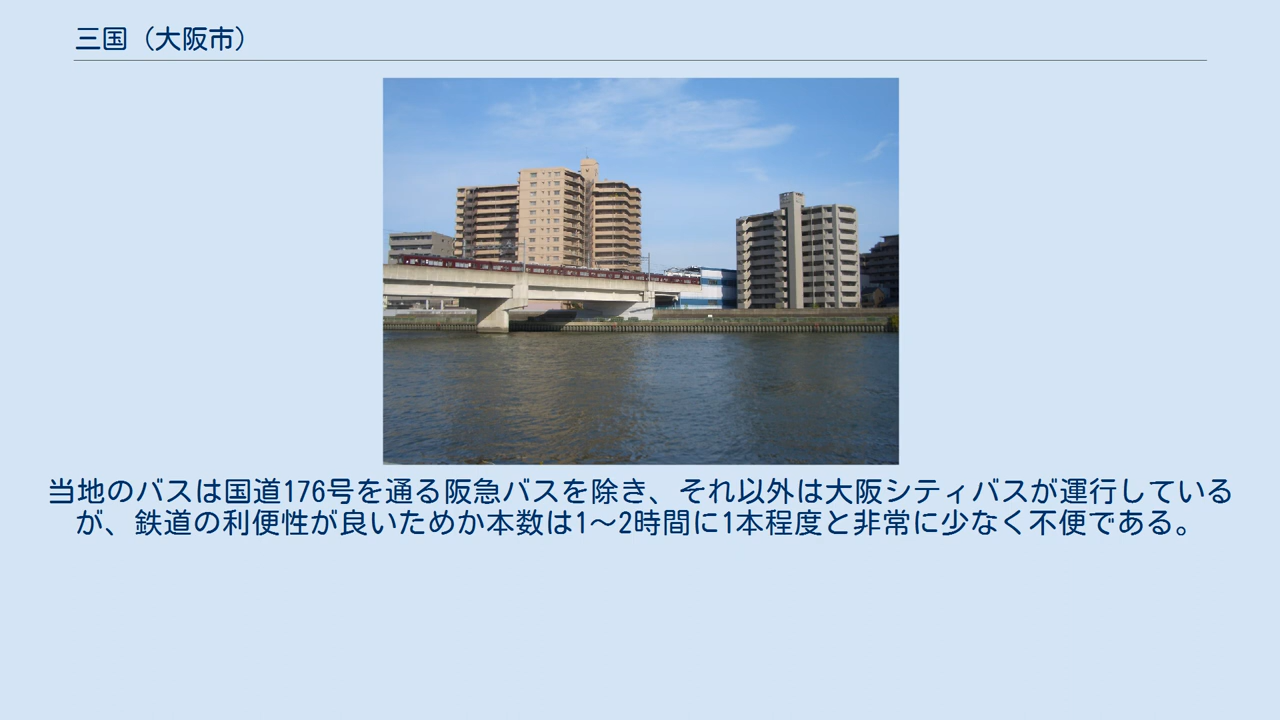 三国（大阪市）
当地のバスは国道176号を通る阪急バスを除き、それ以外は大阪シティバスが運行している
が、鉄道の利便性が良いためか本数は1～2時間に1本程度と非常に少なく不便である。